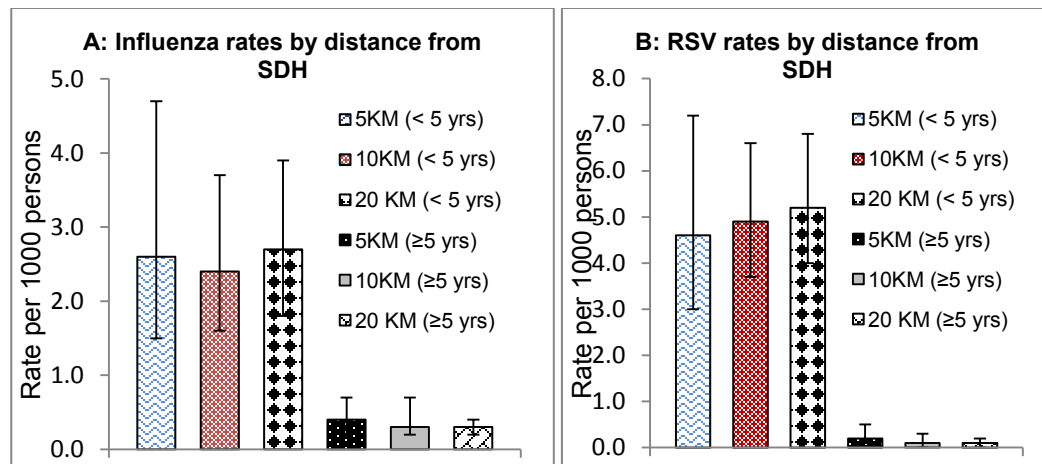 A: Influenza rates by distance from
SDH
5.0
4.0
3.0
2.0
1.0
0.0
Rate per 1000 persons
5KM (< 5 yrs)
10KM (< 5 yrs)
20 KM (< 5 yrs)
5KM (≥5 yrs)
10KM (≥5 yrs)
20 KM (≥5 yrs)
B: RSV rates by distance from
SDH
8.0
7.0
6.0
5.0
4.0
3.0
2.0
1.0
0.0
Rate per 1000 persons
5KM (< 5 yrs)
10KM (< 5 yrs)
20 KM (< 5 yrs)
5KM (≥5 yrs)
10KM (≥5 yrs)
20 KM (≥5 yrs)